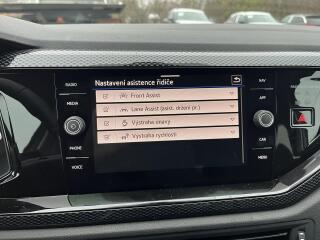 Nastavení asistence řidiče
RADIO
NAV
Front Assist
MEDIA
APP
Lane Assist (asist. držení pr.)
Výstraha únavy
PHONE
CAR
Výstraha rychlosti
VOICE
MENU